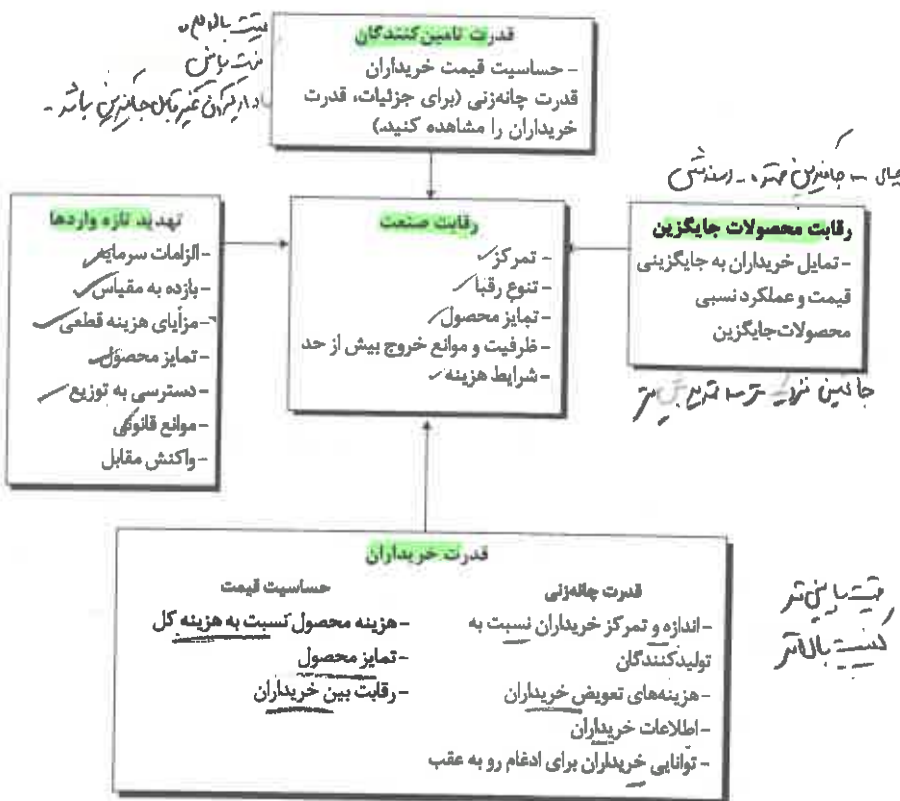 قدرت تامین‌کنندگان
- حساسیت قیمت خریداران
قدرت چانه‌زنی (برای جزئیات، قدرت
خریداران را مشاهده کنید.)
تهدید تازه واردها
- الزامات سرمایه
- بازده به مقیاس
- مزایای هزینه قطعی
- تمایز محصول
- دسترسی به توزیع
- موانع قانونی
- واکنش مقابل
رقابت صنعت
- تمرکز
- تنوع رقبا
- تمایز محصول
- ظرفیت و موانع خروج بیش از حد
- شرایط هزینه
رقابت محصولات جایگزین
- تمایل خریداران به جایگزینی
قیمت و عملکرد نسبی
محصولات جایگزین
قدرت خریداران
قدرت چانه‌زنی
- اندازه و تمرکز خریداران نسبت به
تولیدکنندگان
- هزینه‌های تعویض خریداران
- اطلاعات خریداران
- توانایی خریداران برای ادغام رو به عقب
حساسیت قیمت
- هزینه محصول نسبت به هزینه کل
- تمایز محصول
- رقابت بین خریداران
قیمت پایین‌تر
کیفیت بالاتر